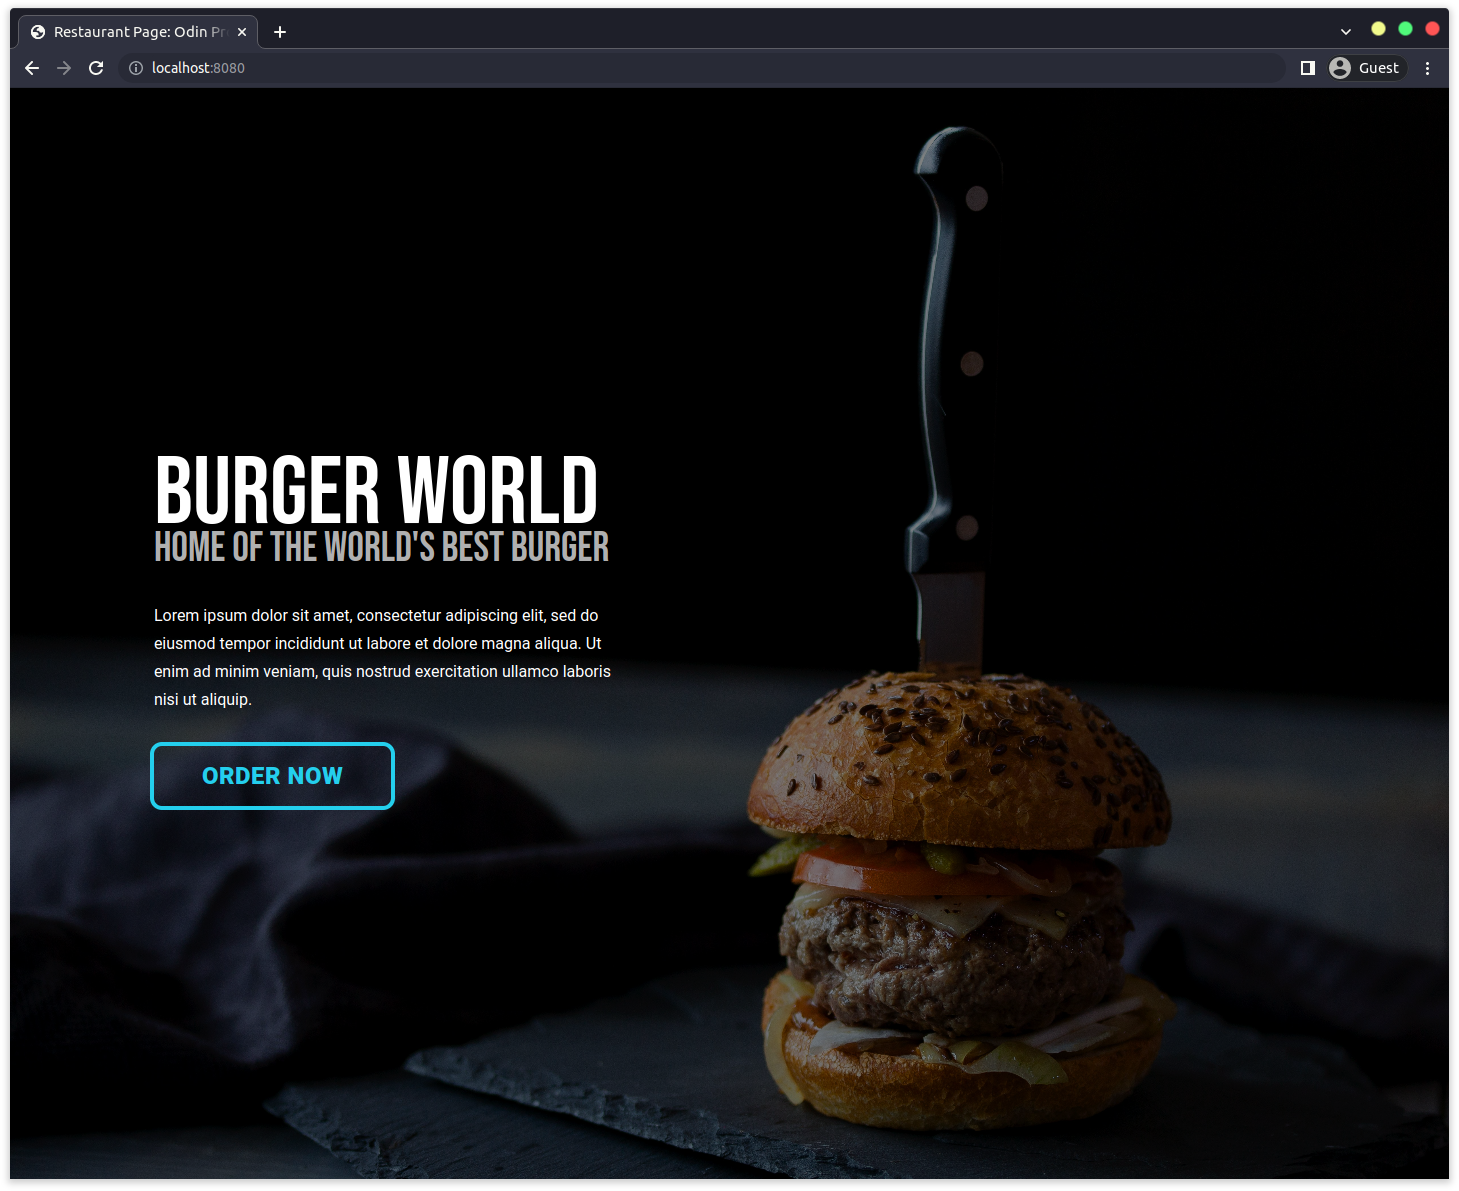 Restaurant Page: Odin Pr
localhost:8080
Guest
BURGER WORLD
HOME OF THE WORLD'S BEST BURGER
Lorem ipsum dolor sit amet, consectetur adipiscing elit, sed do
eiusmod tempor incididunt ut labore et dolore magna aliqua. Ut
enim ad minim veniam, quis nostrud exercitation ullamco laboris
nisi ut aliquip.
ORDER NOW